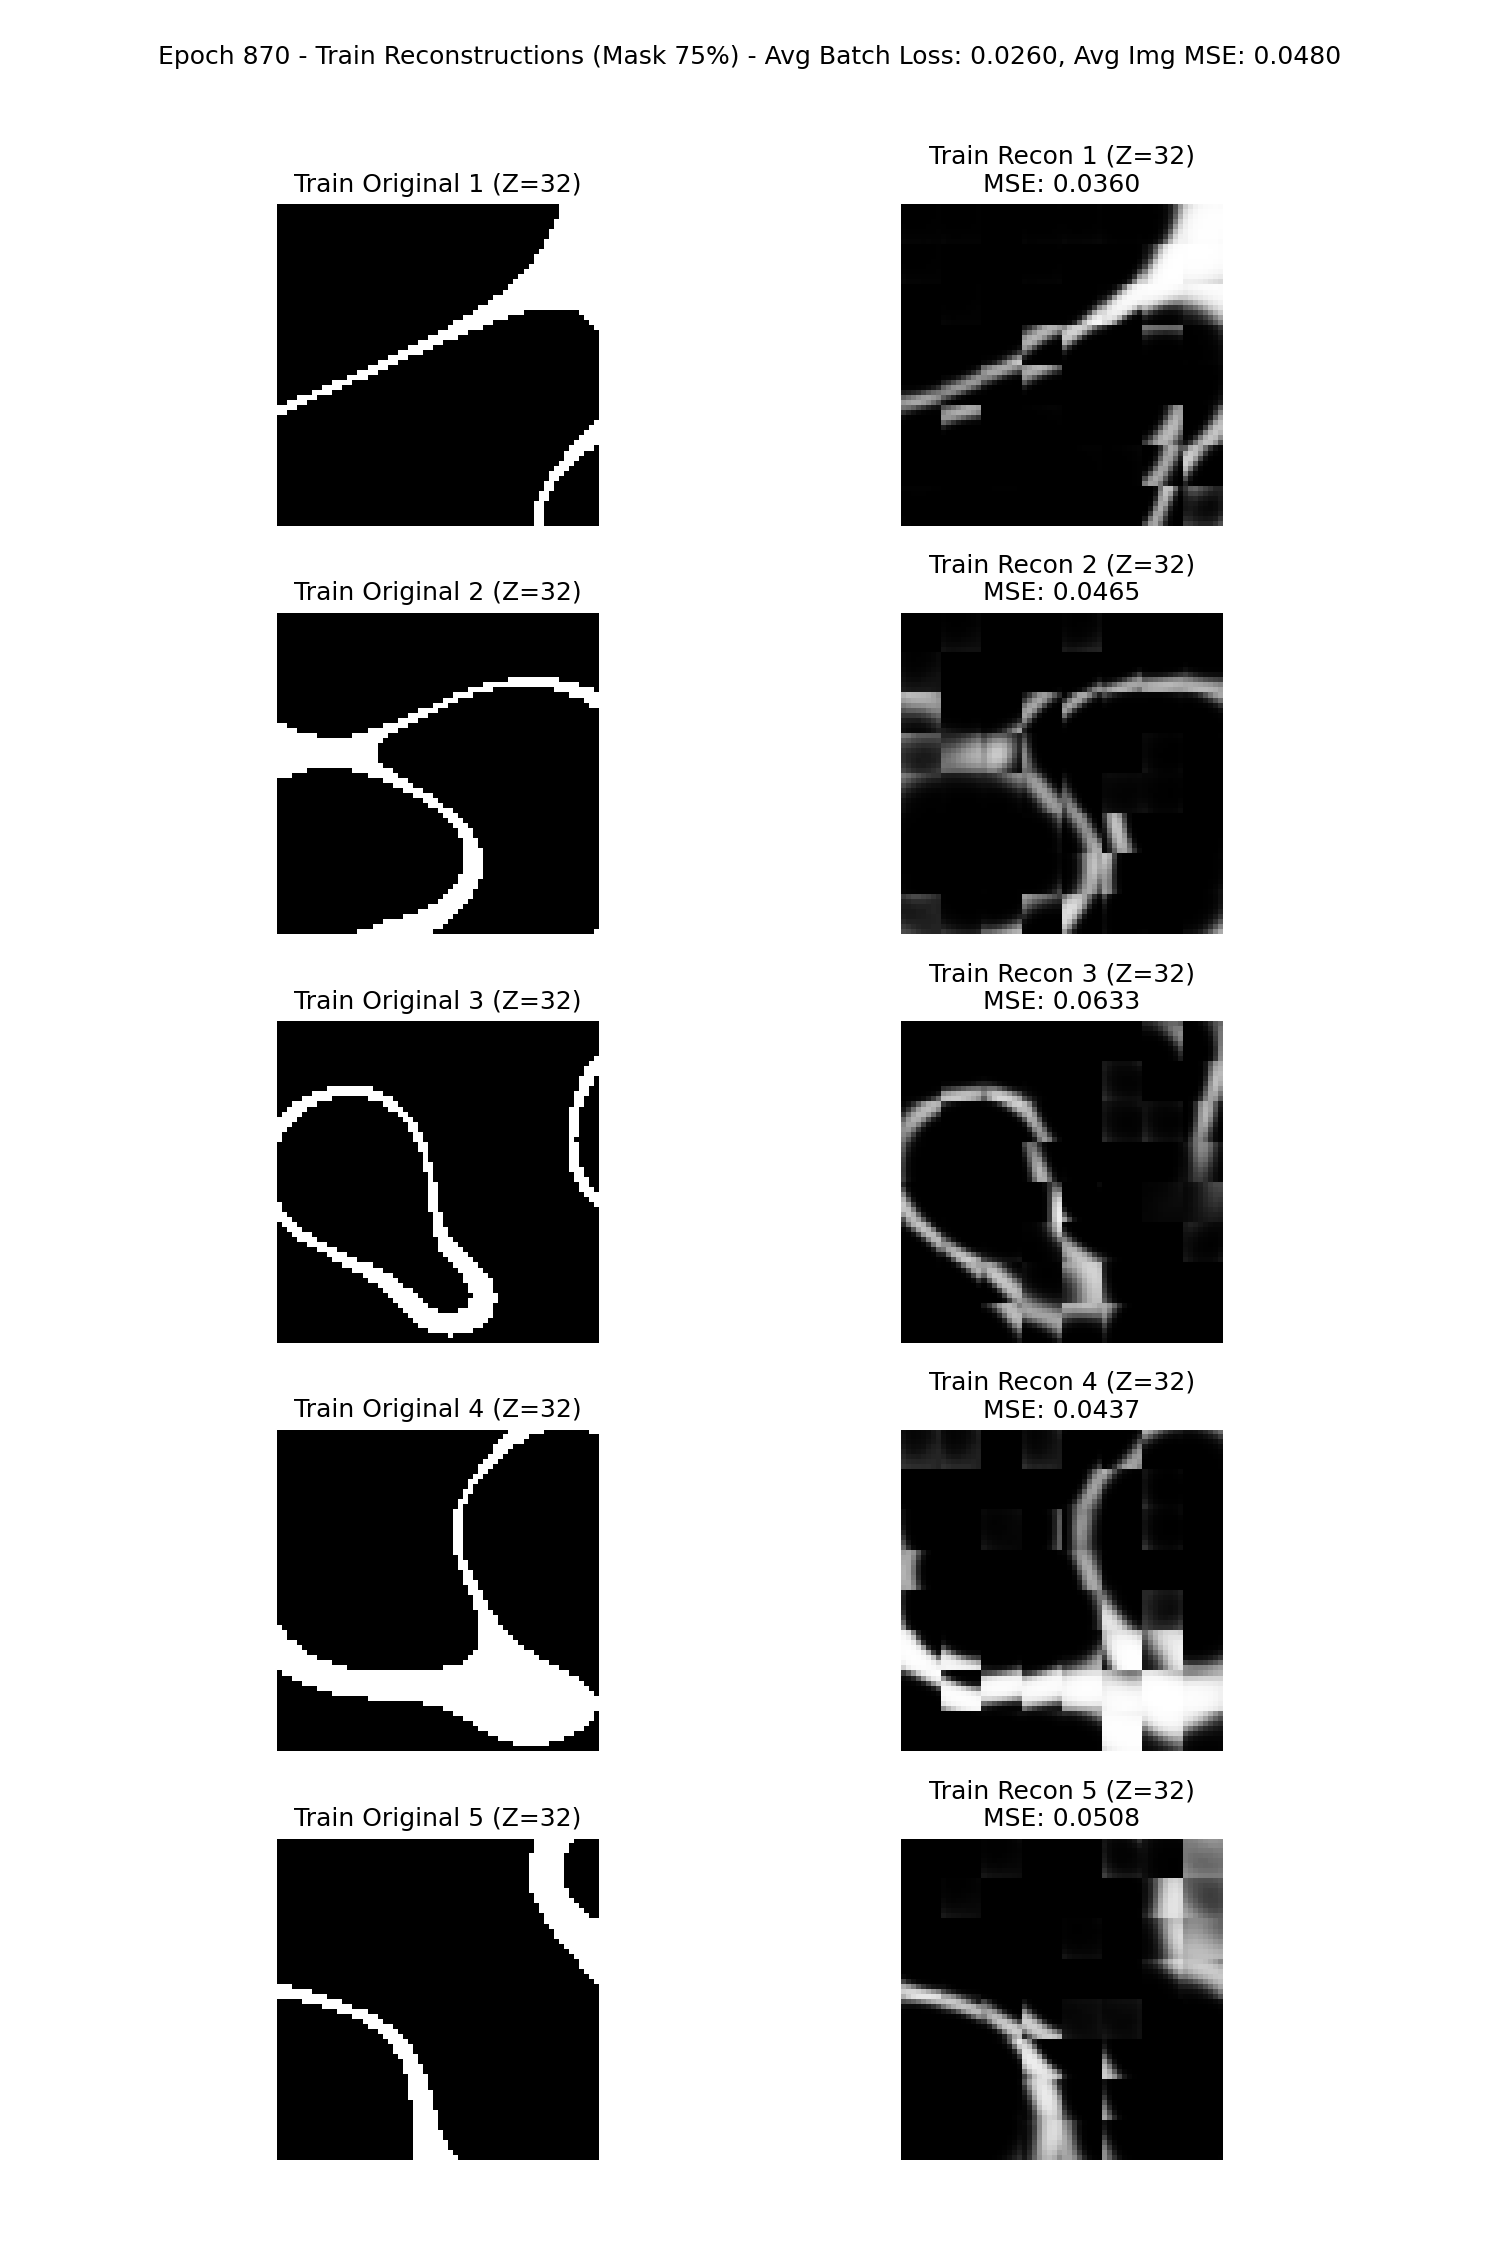 Epoch 870 - Train Reconstructions (Mask 75%) - Avg Batch Loss: 0.0260, Avg Img MSE: 0.0480
Train Original 1 (Z=32)
Train Recon 1 (Z=32)
MSE: 0.0360
Train Original 2 (Z=32)
Train Recon 2 (Z=32)
MSE: 0.0465
Train Original 3 (Z=32)
Train Recon 3 (Z=32)
MSE: 0.0633
Train Original 4 (Z=32)
Train Recon 4 (Z=32)
MSE: 0.0437
Train Original 5 (Z=32)
Train Recon 5 (Z=32)
MSE: 0.0508